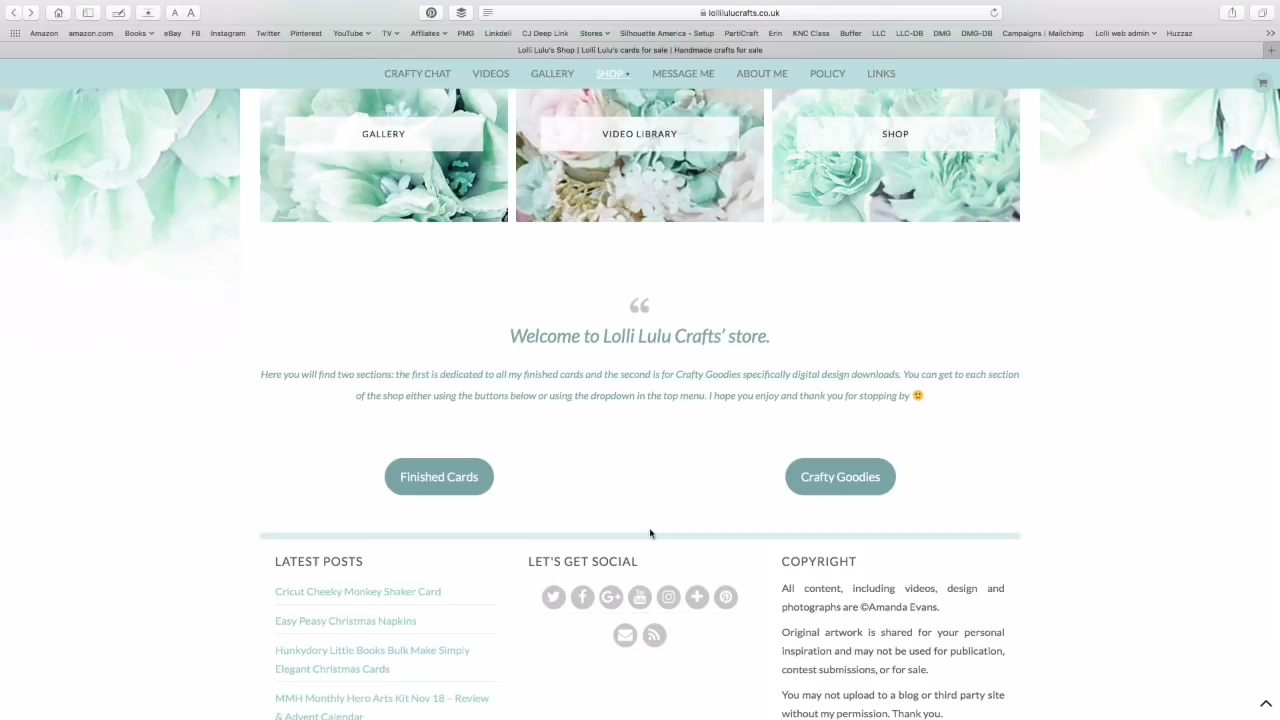 A A
lollilulucrafts.co.uk
Amazon amazon.com Books eBay FB Instagram Twitter Pinterest YouTube TV Affiliates PMG Linkdeli CJ Deep Link Stores Silhouette America - Setup PartiCraft Erin KNC Class Buffer LLC LLC-DB DMG DMG-DB Campaigns | Mailchimp Lolli web admin Huzzaz
Lolli Lulu's Shop | Lolli Lulu's cards for sale | Handmade crafts for sale
CRAFTY CHAT VIDEOS GALLERY SHOP MESSAGE ME ABOUT ME POLICY LINKS
GALLERY VIDEO LIBRARY SHOP
“
Welcome to Lolli Lulu Crafts’ store.
Here you will find two sections: the first is dedicated to all my finished cards and the second is for Crafty Goodies specifically digital design downloads. You can get to each section
of the shop either using the buttons below or using the dropdown in the top menu. I hope you enjoy and thank you for stopping by 🙂
Finished Cards Crafty Goodies
LATEST POSTS
Cricut Cheeky Monkey Shaker Card
Easy Peasy Christmas Napkins
Hunkydory Little Books Bulk Make Simply
Elegant Christmas Cards
MMH Monthly Hero Arts Kit Nov 18 – Review
& Advent Calendar
LET'S GET SOCIAL
COPYRIGHT
All content, including videos, design and
photographs are ©Amanda Evans.
Original artwork is shared for your personal
inspiration and may not be used for publication,
contest submissions, or for sale.
You may not upload to a blog or third party site
without my permission. Thank you.